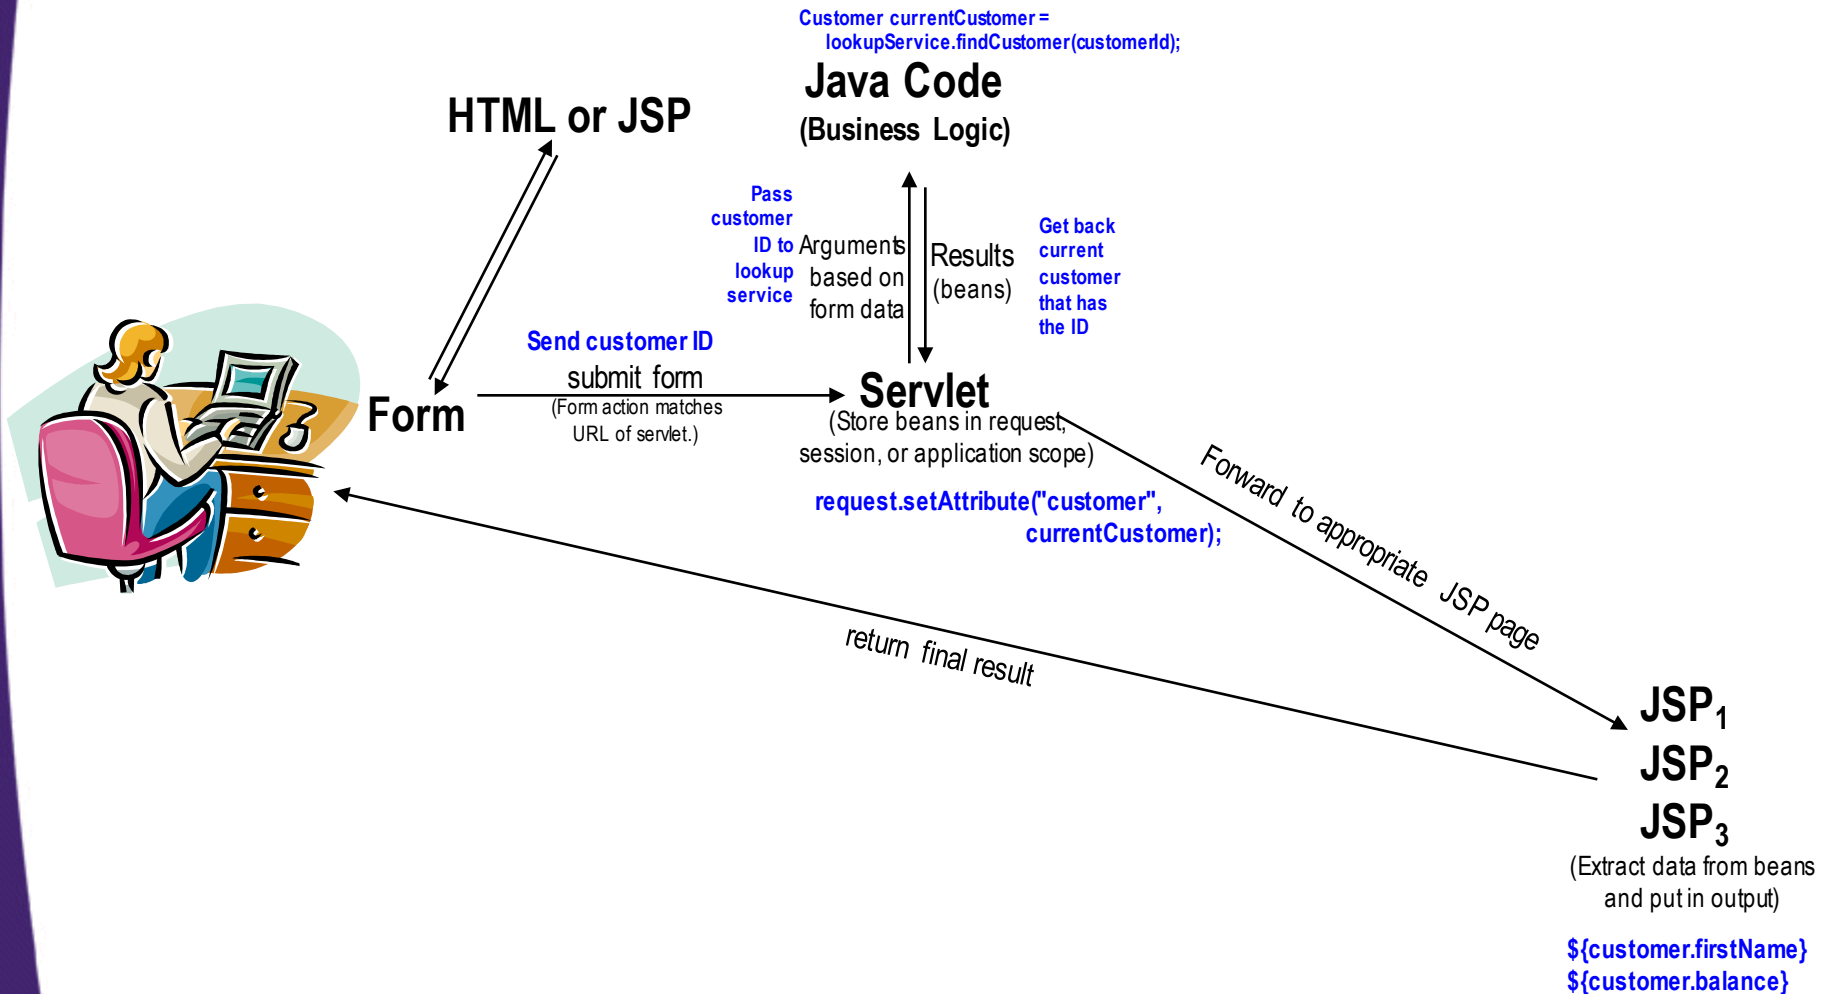 Customer currentCustomer =
lookupService.findCustomer(customerId);
Java Code
(Business Logic)
HTML or JSP
Pass
customer
ID to
lookup
service
Arguments
based on
form data
Results
(beans)
Get back
current
customer
that has
the ID
Send customer ID
submit form
(Form action matches
URL of servlet.)
Form
Servlet
(Store beans in request,
session, or application scope)
request.setAttribute("customer",
currentCustomer);
Forward to appropriate JSP page
return final result
JSP₁
JSP₂
JSP₃
(Extract data from beans
and put in output)
${customer.firstName}
${customer.balance}